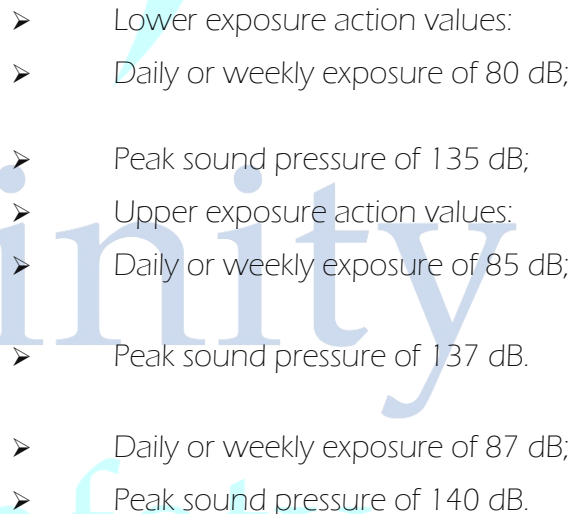 ➢ Lower exposure action values:
➢ Daily or weekly exposure of 80 dB;
➢ Peak sound pressure of 135 dB;
➢ Upper exposure action values:
➢ Daily or weekly exposure of 85 dB;
➢ Peak sound pressure of 137 dB.
inity
➢ Daily or weekly exposure of 87 dB;
➢ Peak sound pressure of 140 dB.